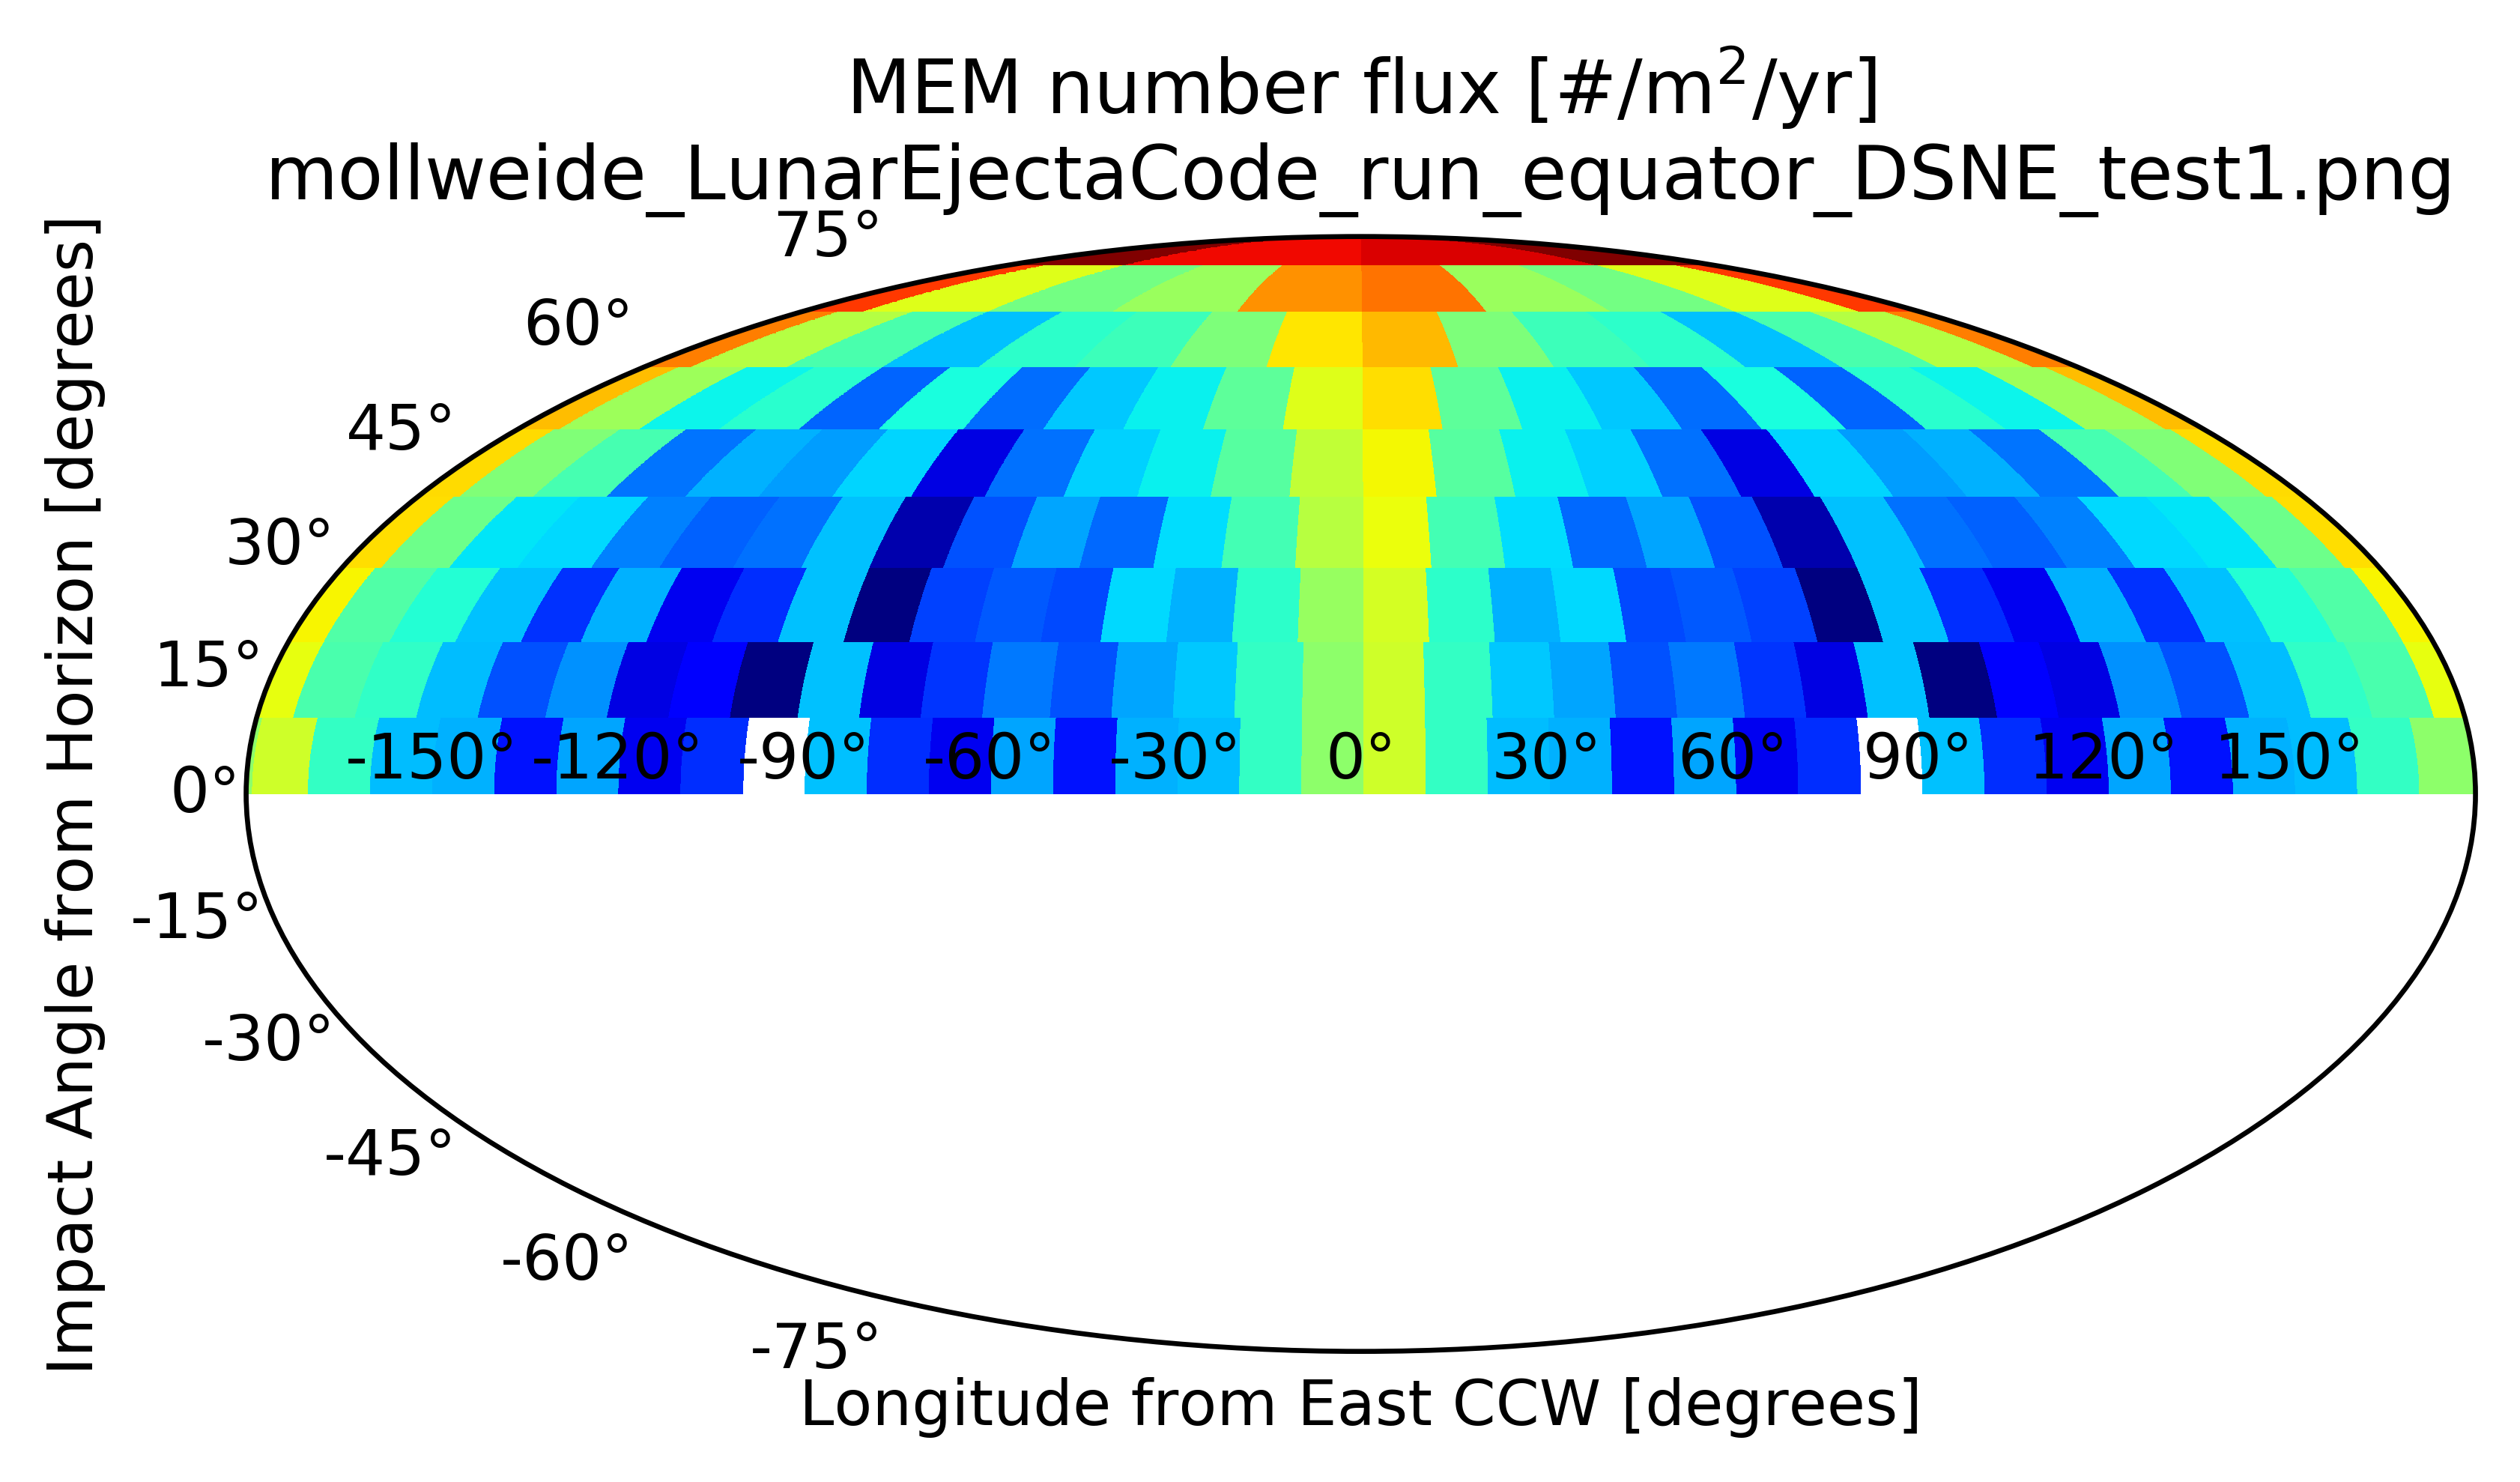 MEM number flux [#/m²/yr]
mollweide_LunarEjectaCode_run_equator_DSNE_test1.png
Impact Angle from Horizon [degrees]
75°
60°
45°
30°
15°
0°
-15°
-30°
-45°
-60°
-75°
-150° -120° -90° -60° -30° 0° 30° 60° 90° 120° 150°
Longitude from East CCW [degrees]